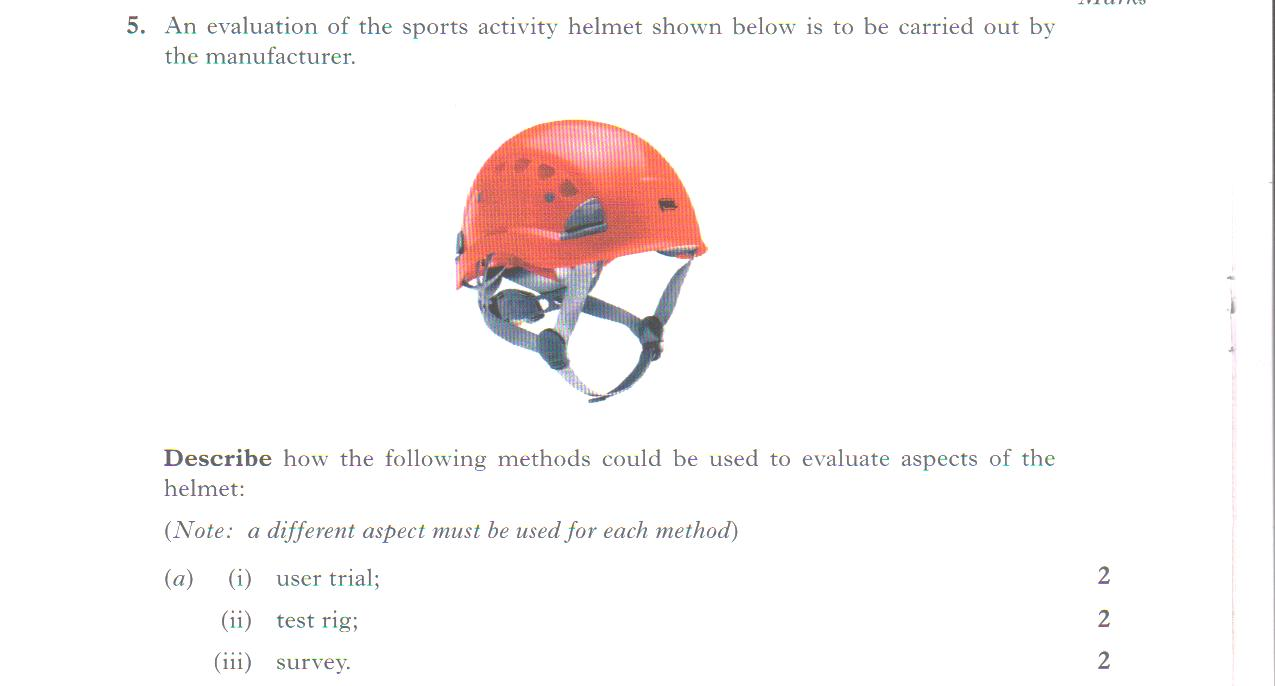 5. An evaluation of the sports activity helmet shown below is to be carried out by
the manufacturer.
Describe how the following methods could be used to evaluate aspects of the
helmet:
(Note: a different aspect must be used for each method)
(a) (i) user trial; 2
(ii) test rig; 2
(iii) survey. 2